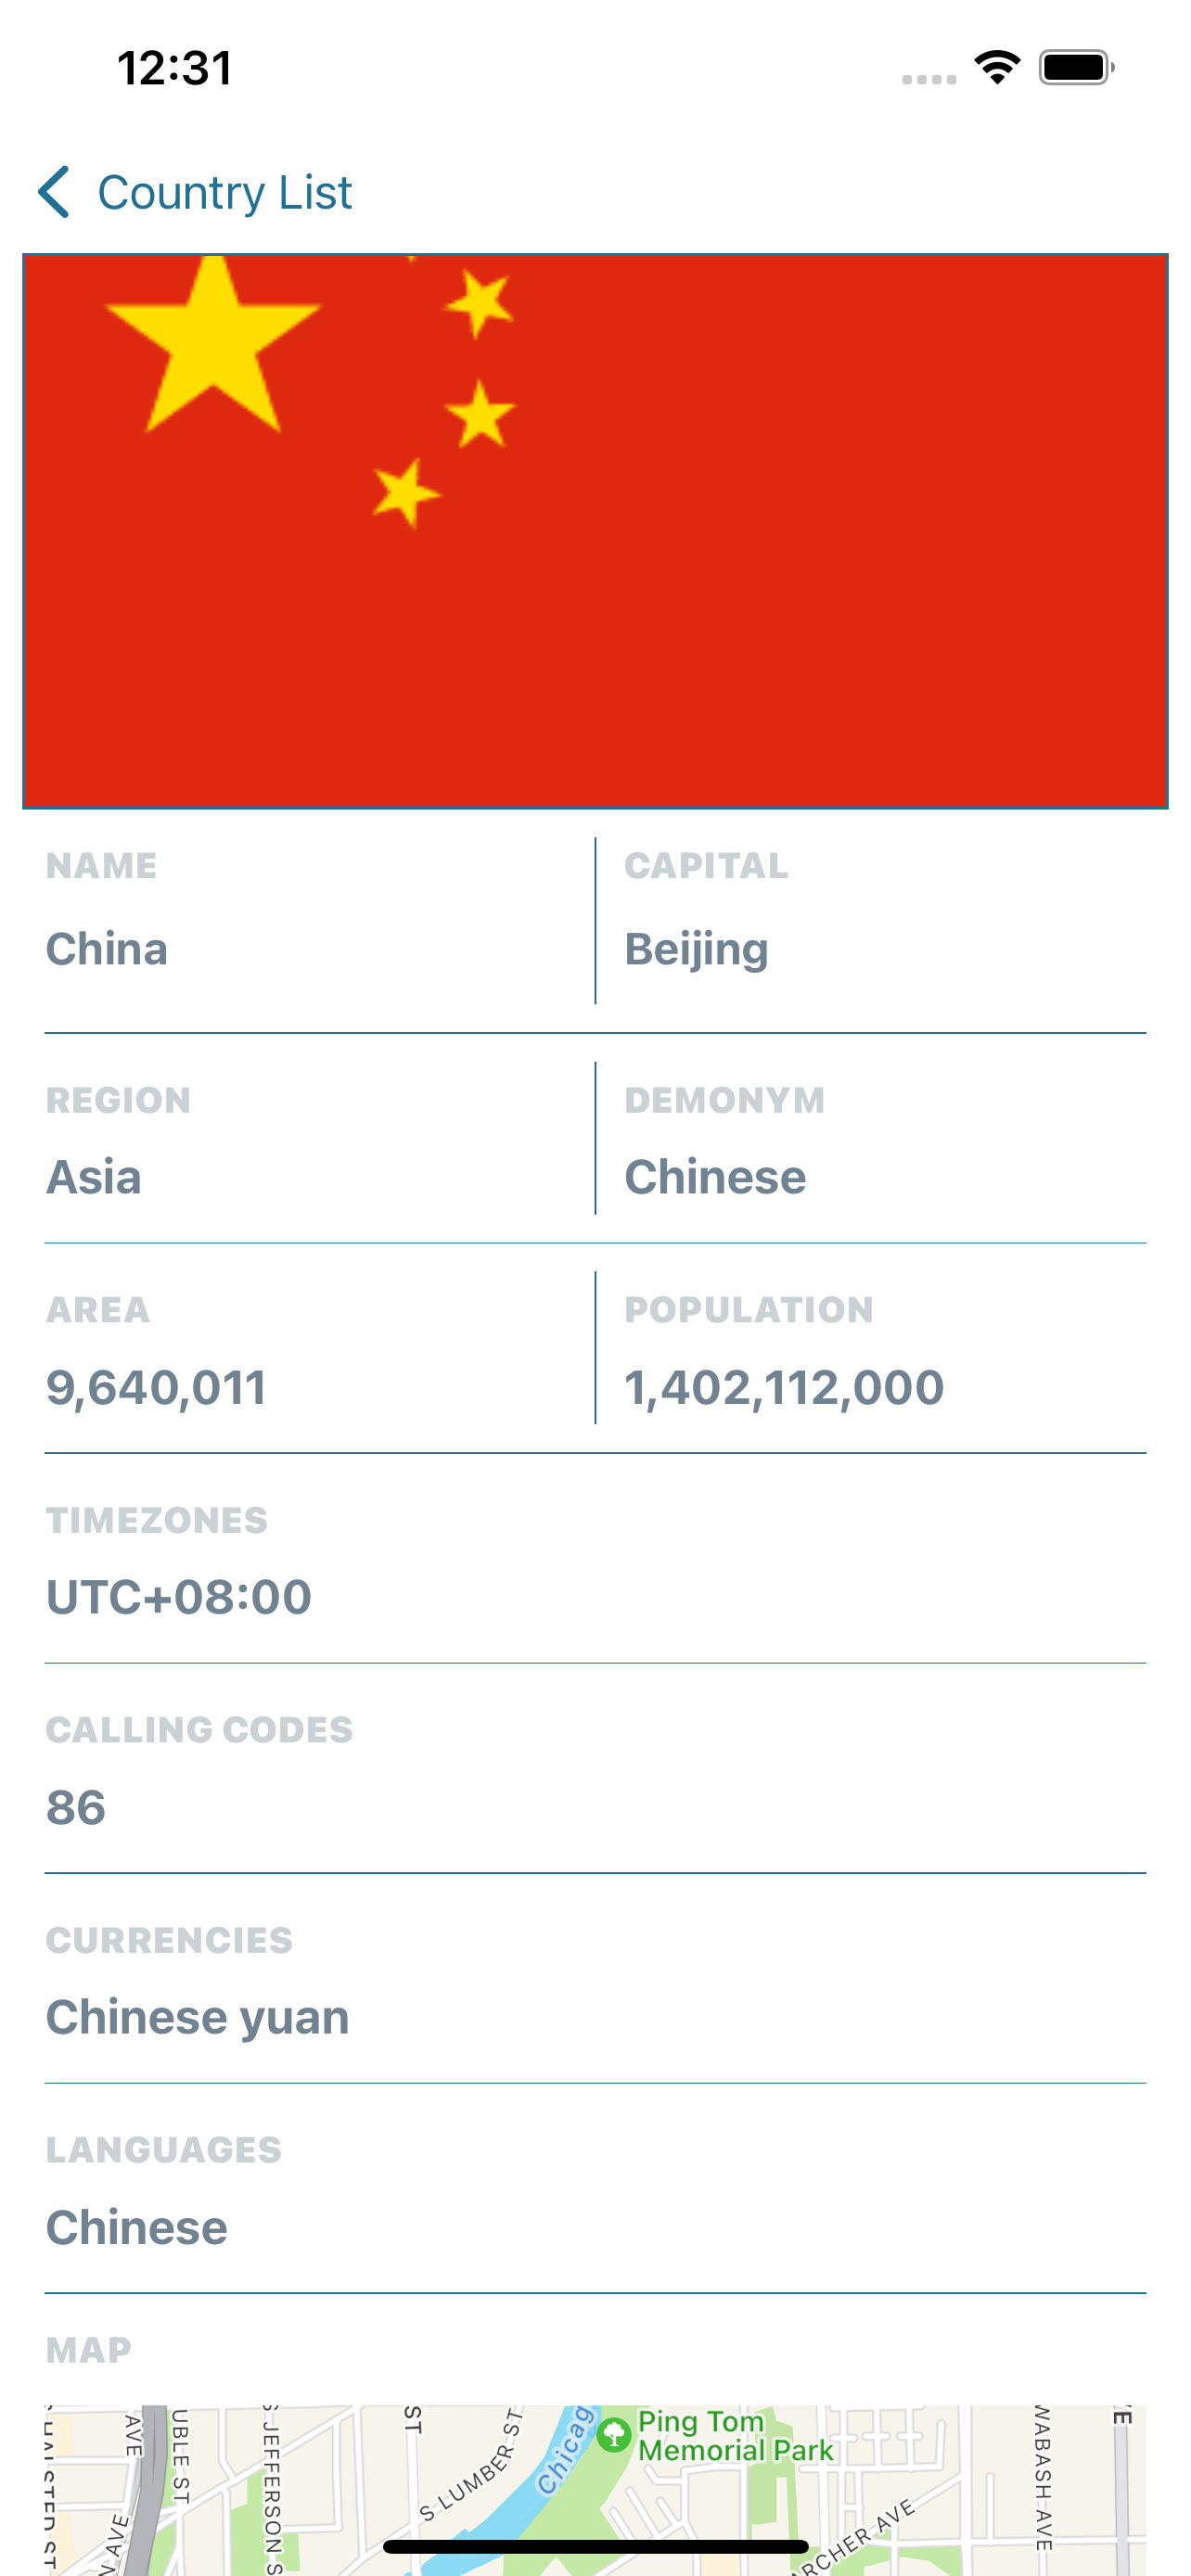 12:31
Country List
NAME
CAPITAL
China
Beijing
REGION
DEMONYM
Asia
Chinese
AREA
POPULATION
9,640,011
1,402,112,000
TIMEZONES
UTC+08:00
CALLING CODES
86
CURRENCIES
Chinese yuan
LANGUAGES
Chinese
MAP
AVE
UBLE ST
S JEFFERSON S
ST
S LUMBER ST
Chicag
Ping Tom
Memorial Park
ARCHER AVE
WABASH AVE
E
AVE